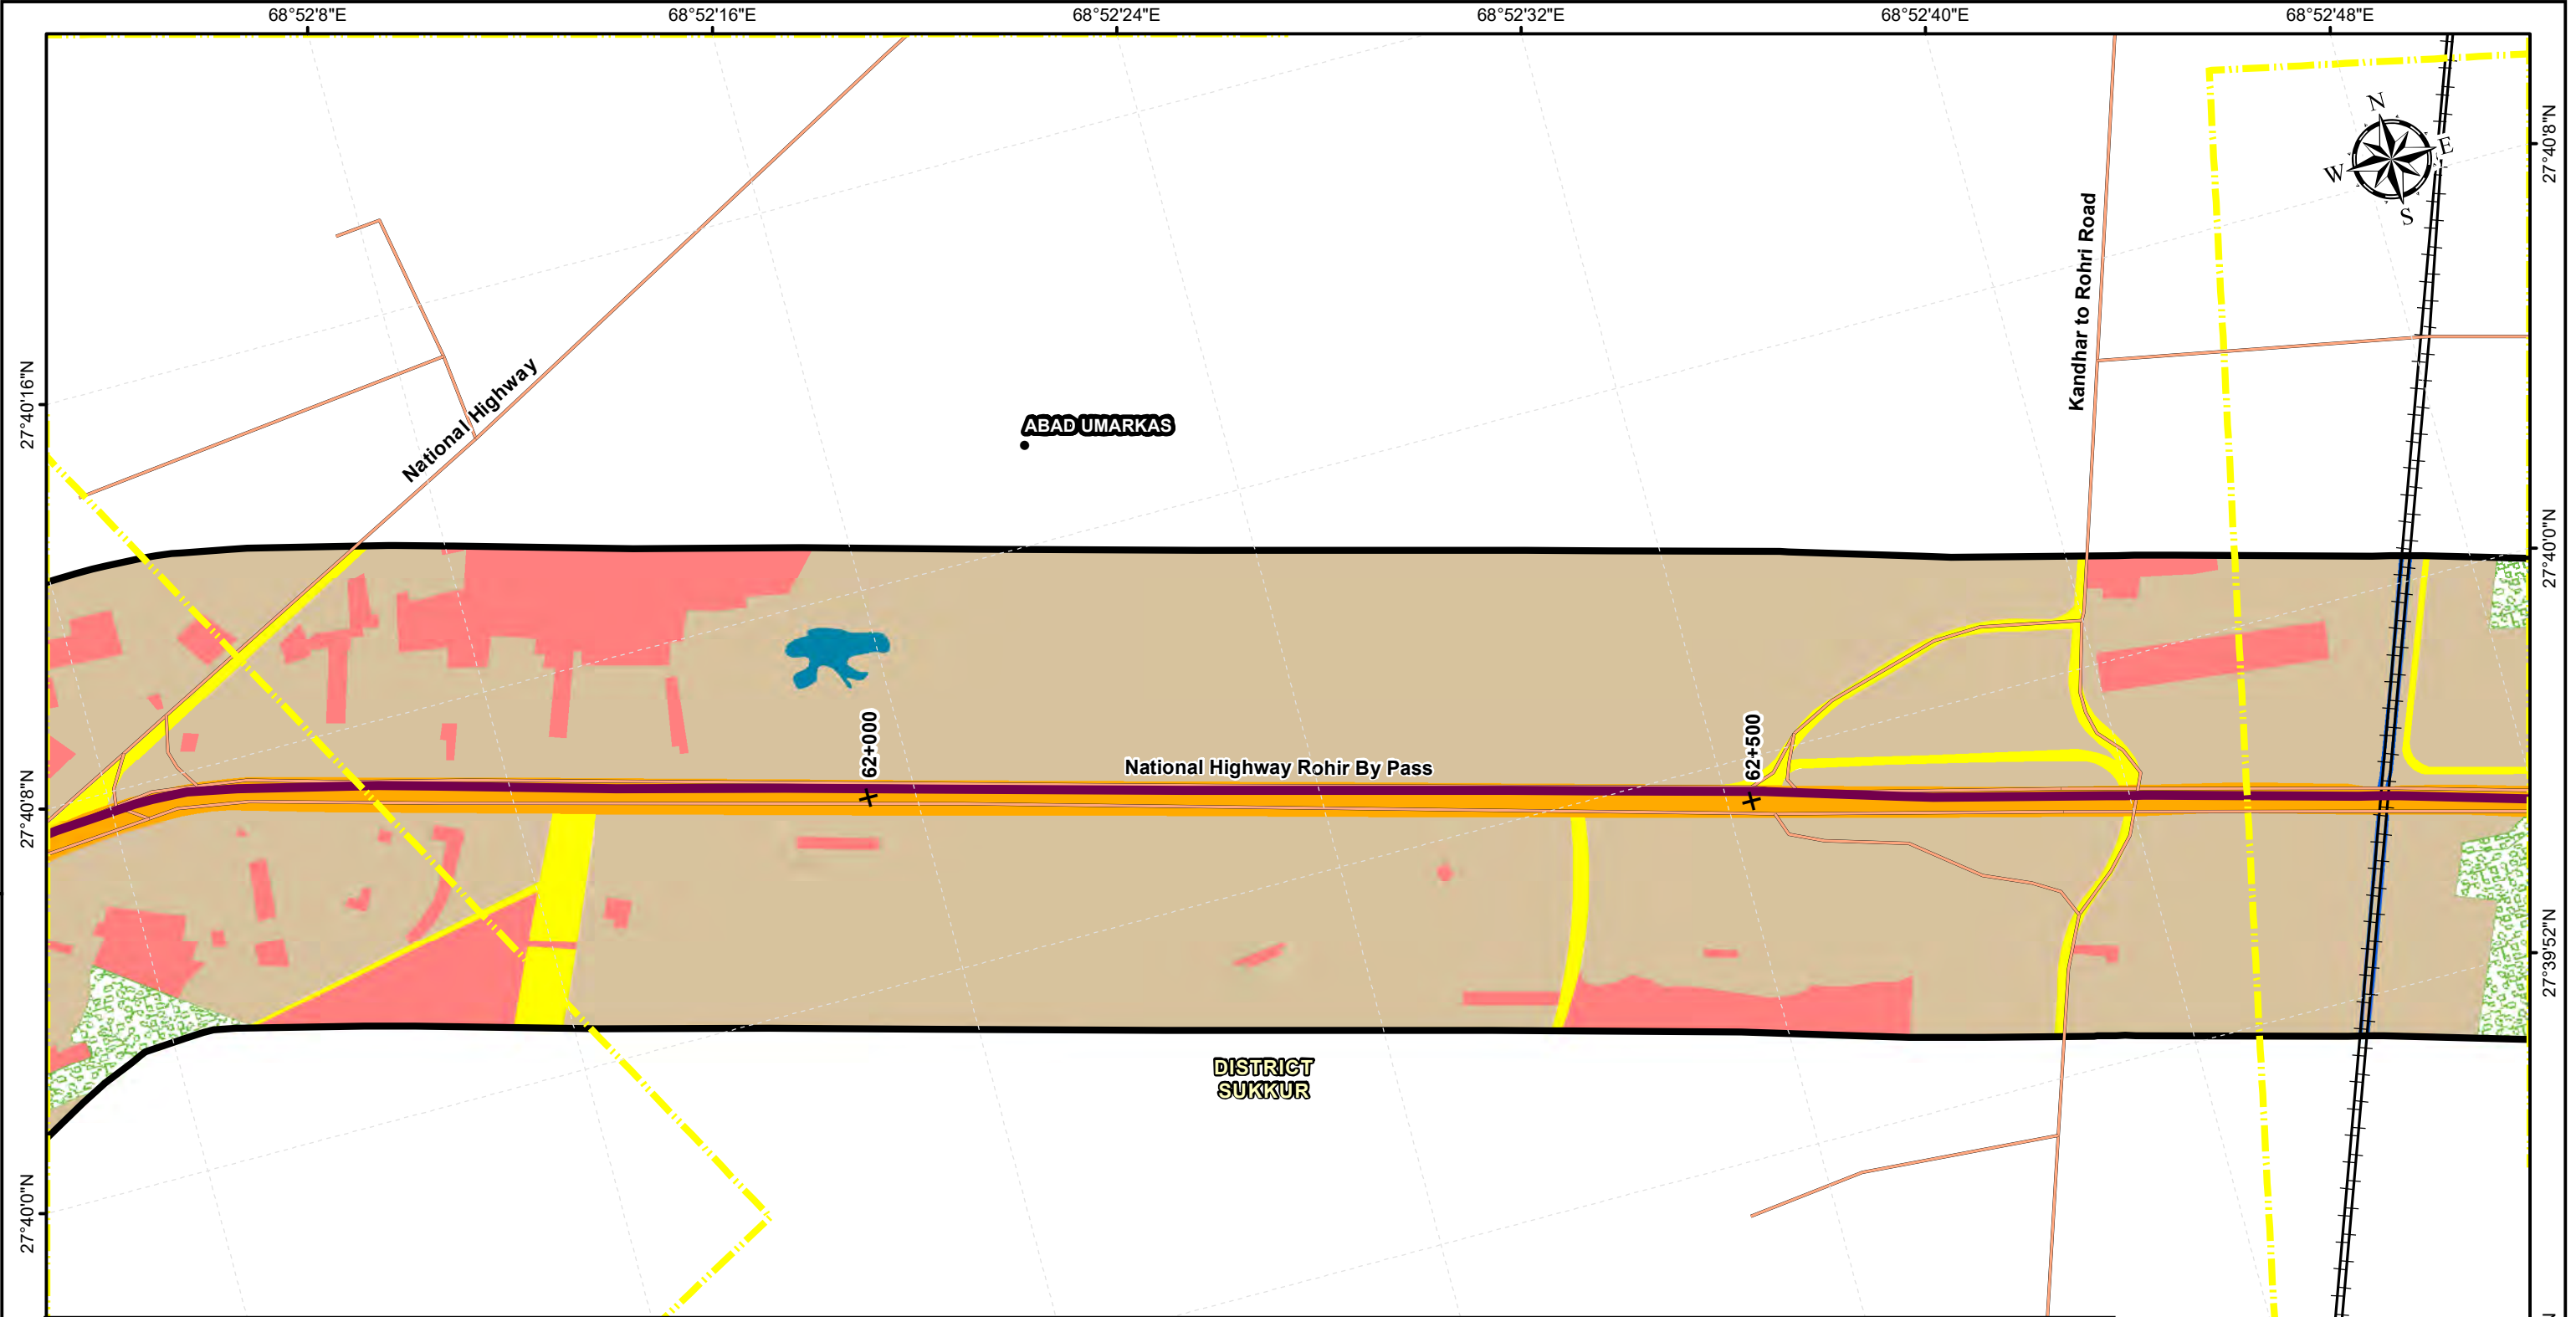 68°52'8"E
68°52'16"E
68°52'24"E
68°52'32"E
68°52'40"E
68°52'48"E
N
E
W
S
27°40'8"N
Kandhar to Rohri Road
27°40'16"N
National Highway
ABAD UMARKAS
27°40'0"N
62+000
62+500
National Highway Rohir By Pass
27°40'8"N
27°39'52"N
DISTRICT
SUKKUR
27°40'0"N